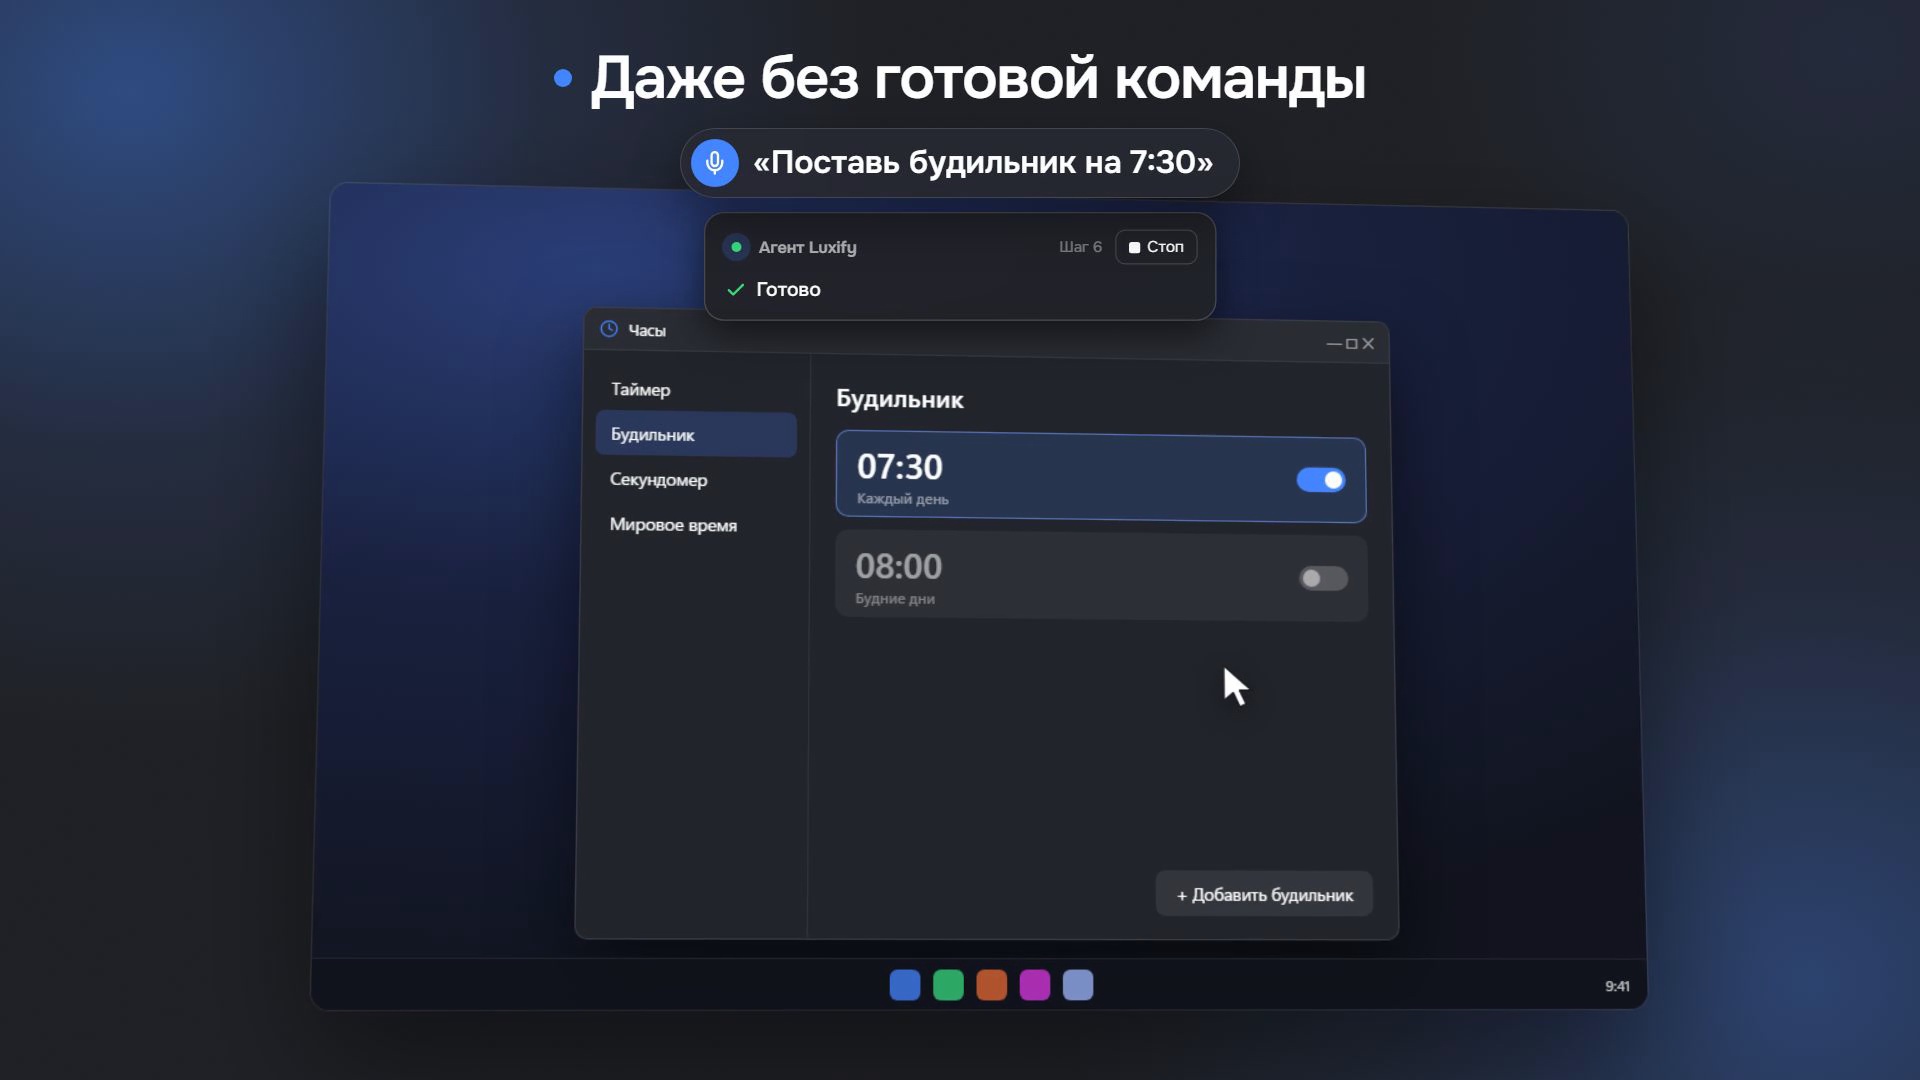 Даже без готовой команды
«Поставь будильник на 7:30»
Агент Luxify
Шаг 6
Стоп
Готово
Часы
Таймер
Будильник
Секундомер
Мировое время
Будильник
07:30
Каждый день
08:00
Будние дни
+ Добавить будильник
9:41